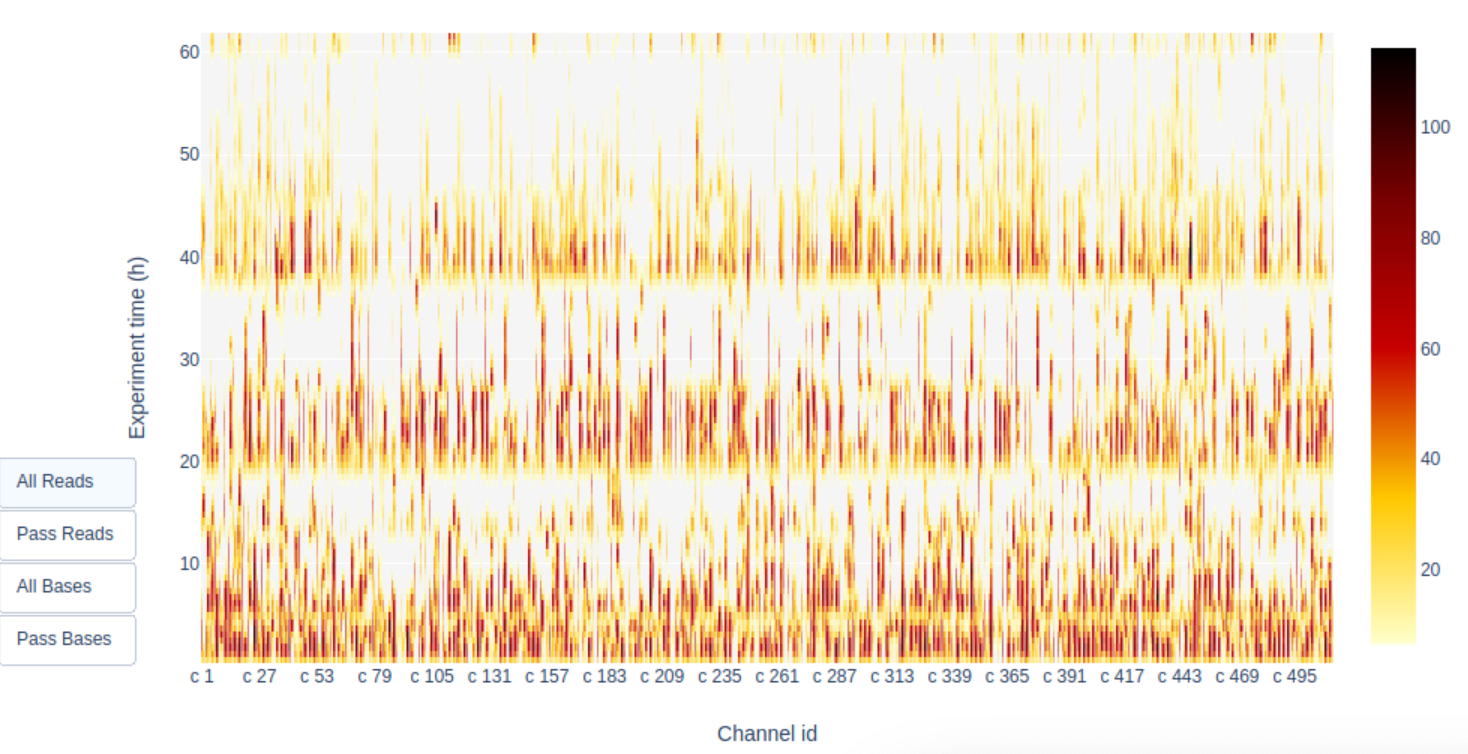 60
50
40
30
20
10
Experiment time (h)
All Reads
Pass Reads
All Bases
Pass Bases
c 1 c 27 c 53 c 79 c 105 c 131 c 157 c 183 c 209 c 235 c 261 c 287 c 313 c 339 c 365 c 391 c 417 c 443 c 469 c 495
Channel id
100
80
60
40
20